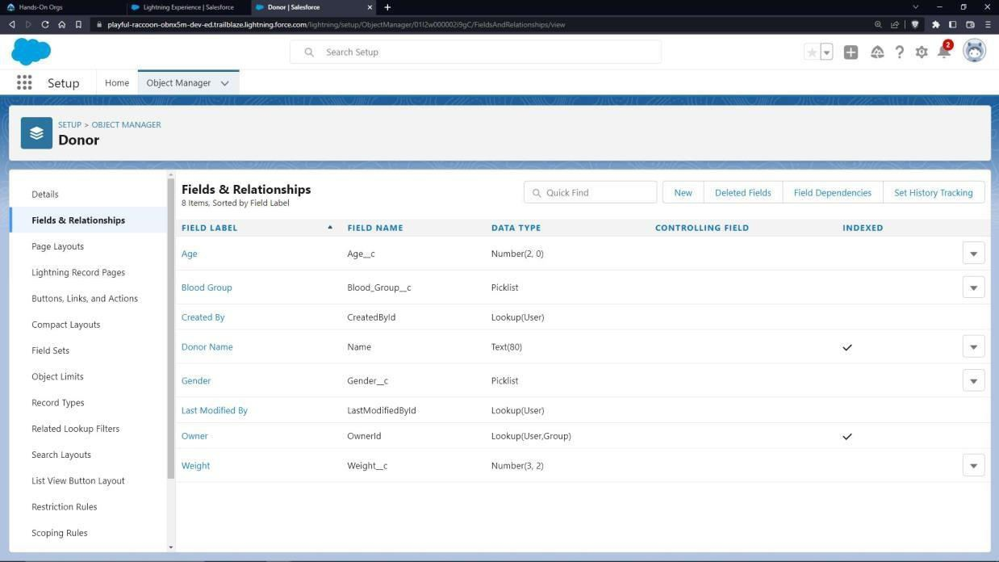 Hands-On Orgs
Lightning Experience | Salesforce
Donor | Salesforce
playful-raccoon-obnx5m-dev-ed.trailblaze.lightning.force.com/lightning/setup/ObjectManager/01I2w000002i9gC/FieldsAndRelationships/view
Search Setup
2
Setup
Home
Object Manager
SETUP > OBJECT MANAGER
Donor
Details
Fields & Relationships
Page Layouts
Lightning Record Pages
Buttons, Links, and Actions
Compact Layouts
Field Sets
Object Limits
Record Types
Related Lookup Filters
Search Layouts
List View Button Layout
Restriction Rules
Scoping Rules
Fields & Relationships
8 Items, Sorted by Field Label
Quick Find
New
Deleted Fields
Field Dependencies
Set History Tracking
FIELD LABEL FIELD NAME DATA TYPE CONTROLLING FIELD INDEXED
Age Age__c Number(2, 0)
Blood Group Blood_Group__c Picklist
Created By CreatedById Lookup(User)
Donor Name Name Text(80)
Gender Gender__c Picklist
Last Modified By LastModifiedById Lookup(User)
Owner OwnerId Lookup(User,Group)
Weight Weight__c Number(3, 2)